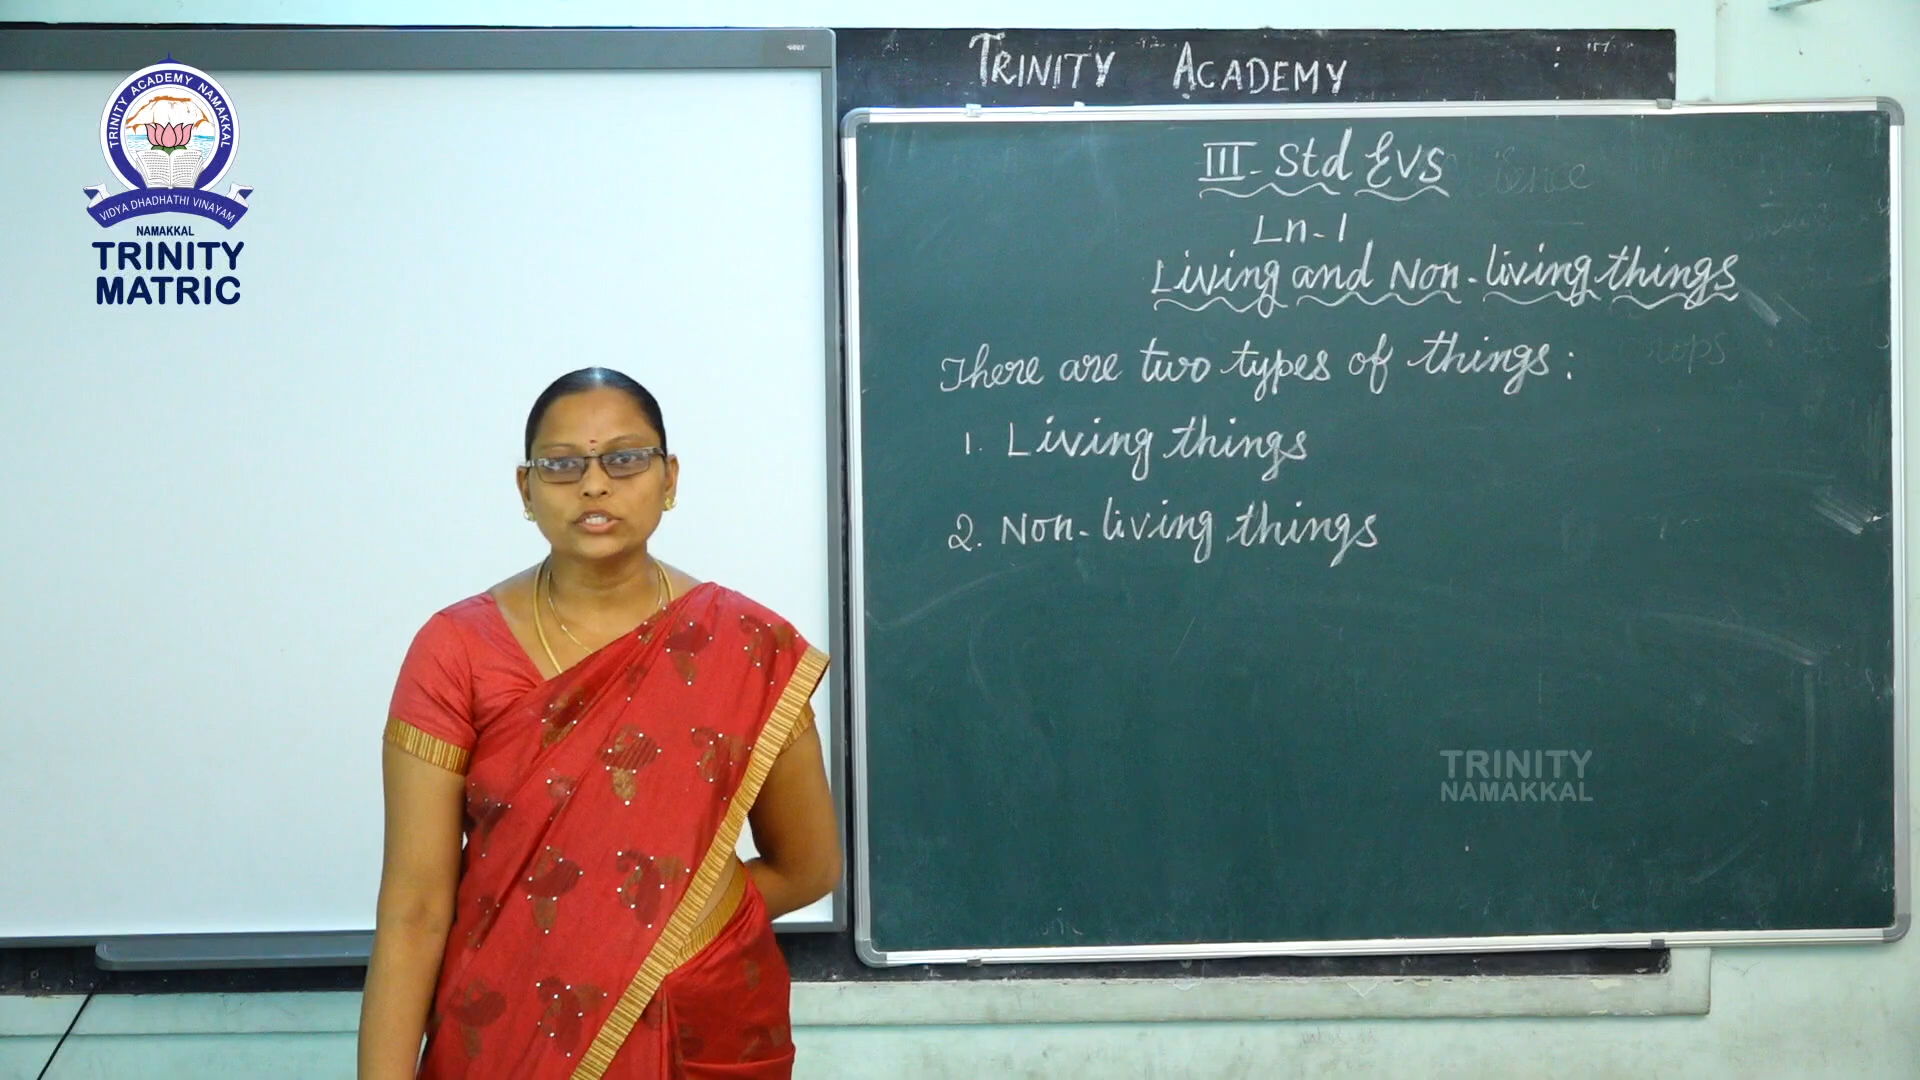 TRINITY ACADEMY NAMAKKAL
VIDYA DHADHATHI VINAYAM
NAMAKKAL
TRINITY
MATRIC
TRINITY ACADEMY
III - Std EVS
Ln - 1
Living and Non - living things
There are two types of things :
1. Living things
2. Non - living things
TRINITY
NAMAKKAL